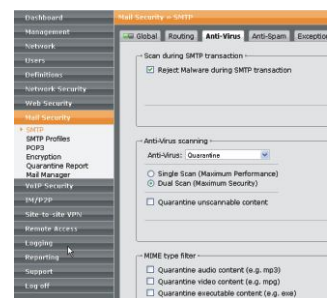 Dashboard
Management
Network
Users
Definitions
Network Security
Web Security
Mail Security
SMTP
SMTP Profiles
POP3
Encryption
Quarantine Report
Mail Manager
VoIP Security
IM/P2P
Site-to-site VPN
Remote Access
Logging
Reporting
Support
Log off
Mail Security » SMTP
Global Routing Anti-Virus Anti-Spam Exception
Scan during SMTP transaction
Reject Malware during SMTP transaction
Anti-Virus scanning
Anti-Virus: Quarantine
Single Scan (Maximum Performance)
Dual Scan (Maximum Security)
Quarantine unscannable content
MIME type filter
Quarantine audio content (e.g. mp3)
Quarantine video content (e.g. mpg)
Quarantine executable content (e.g. exe)